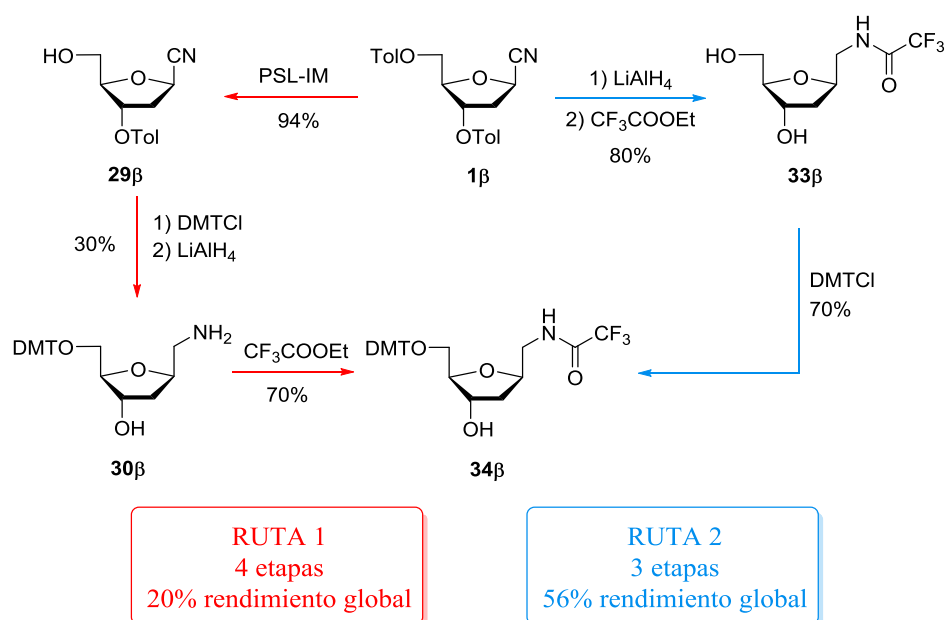 HO
O
CN
OTol
29β
PSL-IM
94%
TolO
O
CN
OTol
1β
1) LiAlH4
2) CF3COOEt
80%
HO
O
H
N
CF3
O
OH
33β
30%
1) DMTCl
2) LiAlH4
DMTCl
70%
DMTO
O
NH2
OH
30β
CF3COOEt
70%
DMTO
O
H
N
CF3
O
OH
34β
RUTA 1
4 etapas
20% rendimiento global
RUTA 2
3 etapas
56% rendimiento global